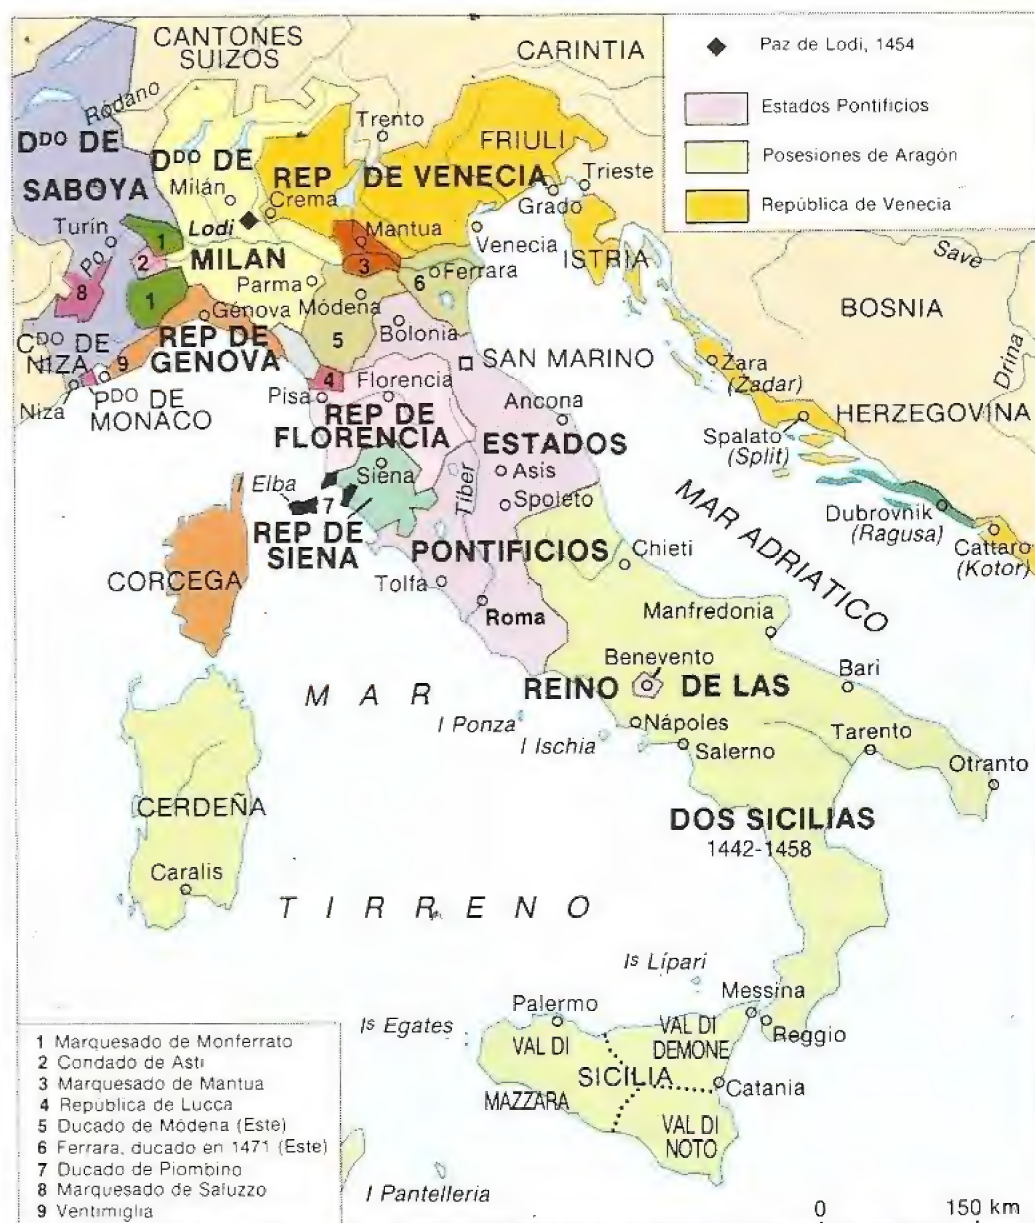 CANTONES
SUIZOS
CARINTIA
Ródano
Dᴰᴼ DE
SABOYA
Dᴰᴼ DE
MILAN
Milán
Lodi
Crema
Trento
REP DE VENECIA
FRIULI
Trieste
Grado
Venecia
ISTRIA
Turín
Po
1
2
8
1
Mantua
3
Parma
Ferrara
6
Génova
Módena
5
Bolonia
REP DE
GENOVA
9
Cᴰᴼ DE
NIZA
Niza
Pᴰᴼ DE
MONACO
4
Pisa
Florencia
REP DE
FLORENCIA
SAN MARINO
Ancona
ESTADOS
PONTIFICIOS
Asis
Spoleto
Tiber
Siena
I Elba
7
REP DE
SIENA
Tolfa
Roma
CORCEGA
Save
BOSNIA
Drina
Zara
(Zadar)
HERZEGOVINA
Spalato
(Split)
Dubrovnik
(Ragusa)
Cattaro
(Kotor)
MAR ADRIATICO
Chieti
Manfredonia
Benevento
Bari
REINO DE LAS
DOS SICILIAS
1442-1458
Nápoles
Salerno
Tarento
Otranto
I Ponza
I Ischia
MAR
TIRRENO
CERDEÑA
Caralis
Iˢ Lípari
Messina
Reggio
Palermo
Iˢ Egates
VAL DI
MAZZARA
VAL DI
DEMONE
SICILIA
Catania
VAL DI
NOTO
I Pantelleria
Paz de Lodi, 1454
Estados Pontificios
Posesiones de Aragón
República de Venecia
1 Marquesado de Monferrato
2 Condado de Asti
3 Marquesado de Mantua
4 República de Lucca
5 Ducado de Módena (Este)
6 Ferrara, ducado en 1471 (Este)
7 Ducado de Piombino
8 Marquesado de Saluzzo
9 Ventimiglia
0 150 km